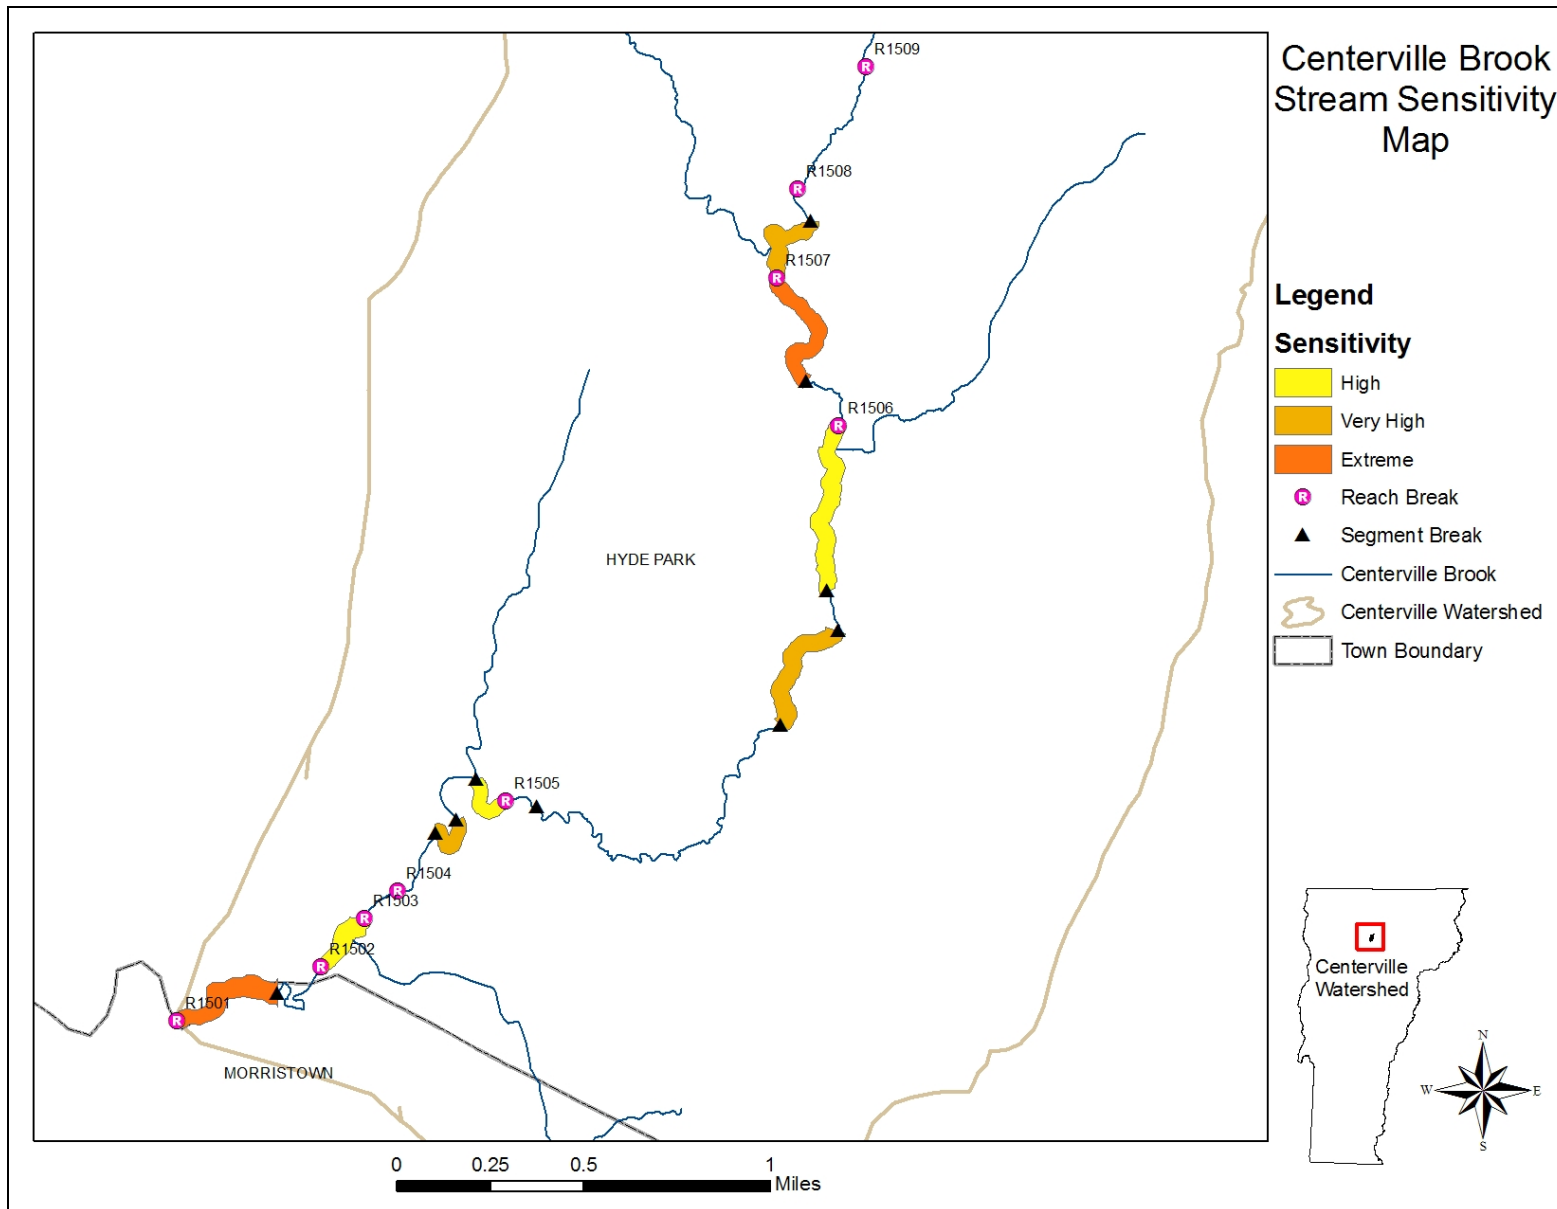 Centerville Brook
Stream Sensitivity
Map
R1509
R1508
R1507
R1506
HYDE PARK
R1505
R1504
R1503
R1502
R1501
MORRISTOWN
R
R
R
R
R
R
R
R
R
Legend
Sensitivity
High
Very High
Extreme
R Reach Break
Segment Break
Centerville Brook
Centerville Watershed
Town Boundary
Centerville
Watershed
N
W E
S
0 0.25 0.5 1
Miles